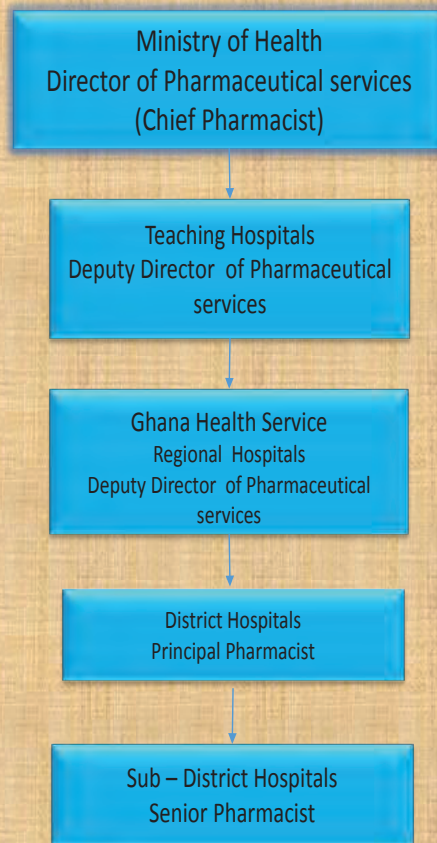 Ministry of Health
Director of Pharmaceutical services
(Chief Pharmacist)
Teaching Hospitals
Deputy Director of Pharmaceutical
services
Ghana Health Service
Regional Hospitals
Deputy Director of Pharmaceutical
services
District Hospitals
Principal Pharmacist
Sub – District Hospitals
Senior Pharmacist